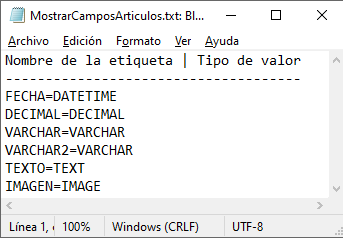 MostrarCamposArticulos.txt: Bl...
Archivo Edición Formato Ver Ayuda
Nombre de la etiqueta | Tipo de valor
-------------------------------------
FECHA=DATETIME
DECIMAL=DECIMAL
VARCHAR=VARCHAR
VARCHAR2=VARCHAR
TEXTO=TEXT
IMAGEN=IMAGE
Línea 1, 100% Windows (CRLF) UTF-8